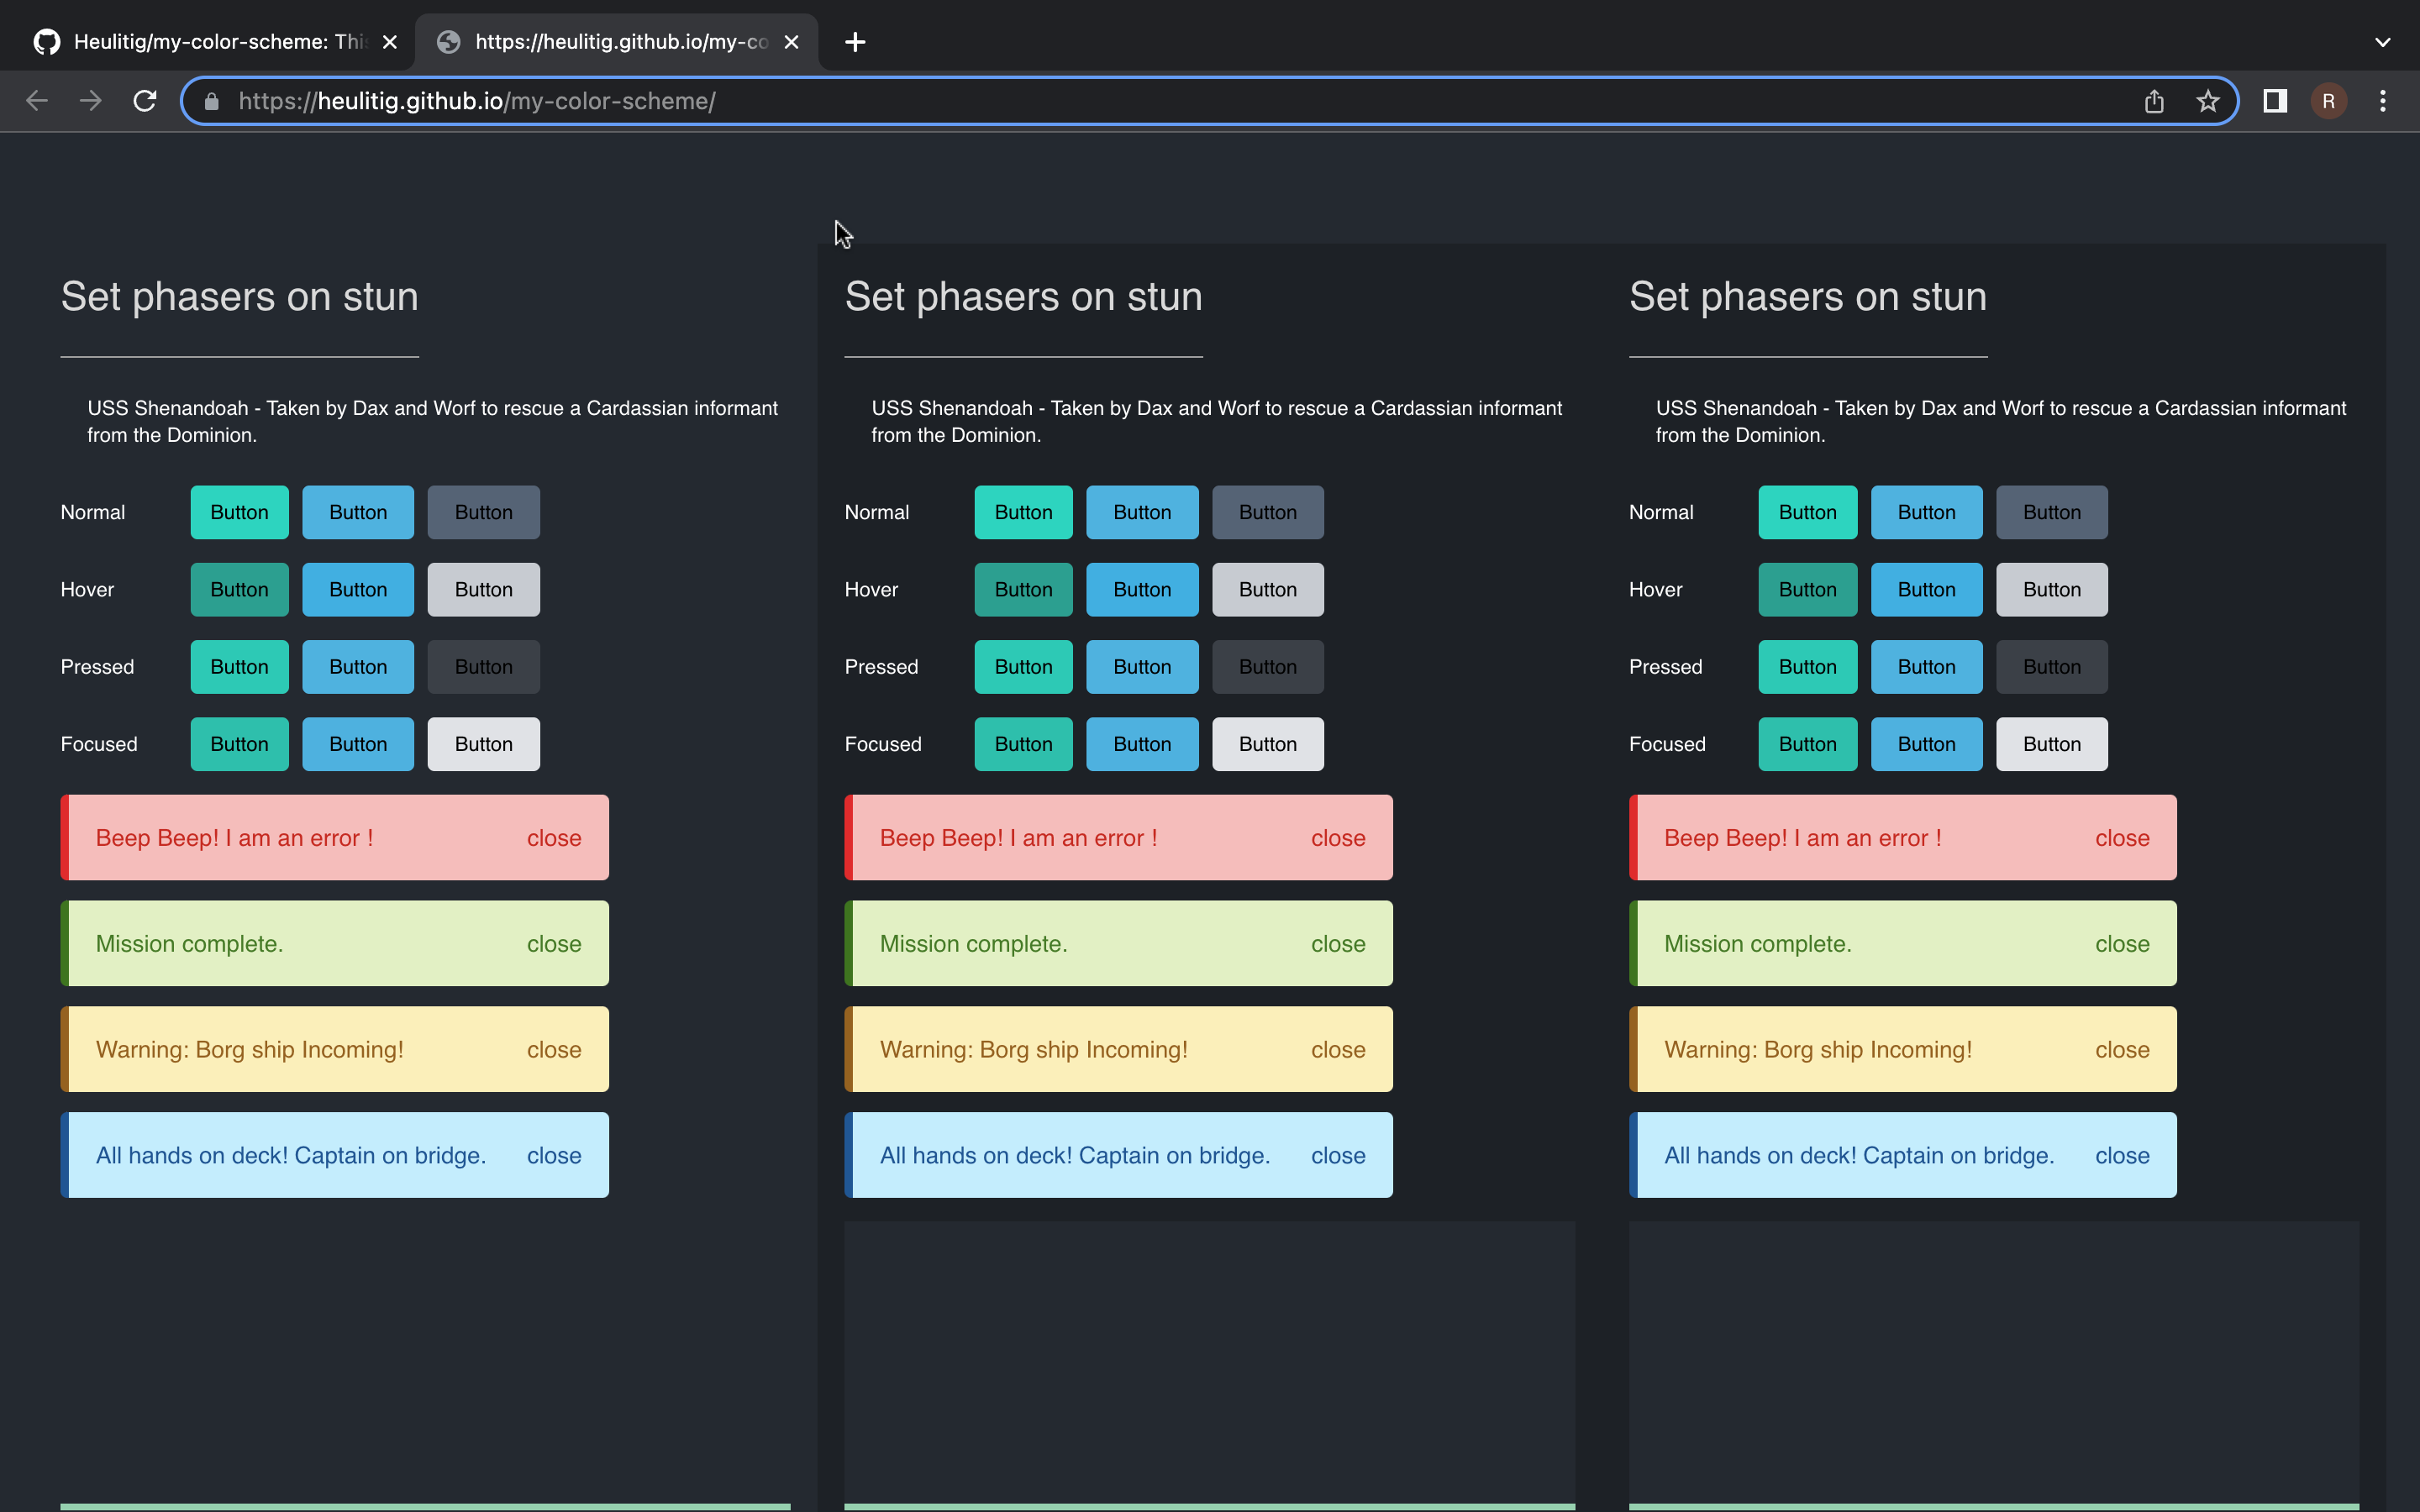 Heulitig/my-color-scheme: This
https://heulitig.github.io/my-co
https://heulitig.github.io/my-color-scheme/
R
Set phasers on stun
USS Shenandoah - Taken by Dax and Worf to rescue a Cardassian informant
from the Dominion.
Normal Button Button Button
Hover Button Button Button
Pressed Button Button Button
Focused Button Button Button
Beep Beep! I am an error ! close
Mission complete. close
Warning: Borg ship Incoming! close
All hands on deck! Captain on bridge. close
Set phasers on stun
USS Shenandoah - Taken by Dax and Worf to rescue a Cardassian informant
from the Dominion.
Normal Button Button Button
Hover Button Button Button
Pressed Button Button Button
Focused Button Button Button
Beep Beep! I am an error ! close
Mission complete. close
Warning: Borg ship Incoming! close
All hands on deck! Captain on bridge. close
Set phasers on stun
USS Shenandoah - Taken by Dax and Worf to rescue a Cardassian informant
from the Dominion.
Normal Button Button Button
Hover Button Button Button
Pressed Button Button Button
Focused Button Button Button
Beep Beep! I am an error ! close
Mission complete. close
Warning: Borg ship Incoming! close
All hands on deck! Captain on bridge. close